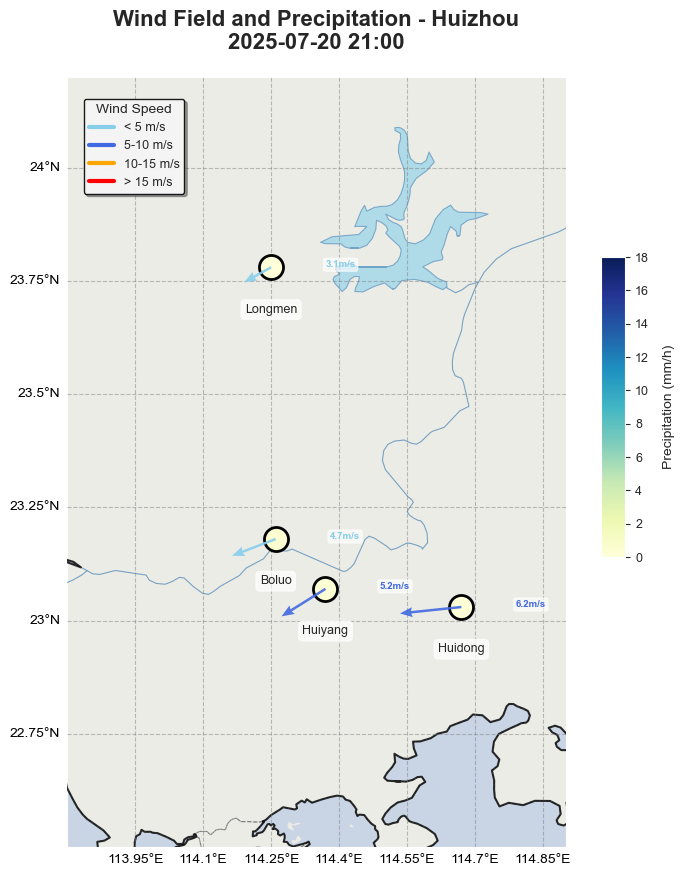 Wind Field and Precipitation - Huizhou
2025-07-20 21:00
Wind Speed
< 5 m/s
5-10 m/s
10-15 m/s
> 15 m/s
24°N
23.75°N
23.5°N
23.25°N
23°N
22.75°N
3.1m/s
Longmen
4.7m/s
Boluo
5.2m/s
Huiyang
6.2m/s
Huidong
113.95°E
114.1°E
114.25°E
114.4°E
114.55°E
114.7°E
114.85°E
18
16
14
12
10
8
6
4
2
0
Precipitation (mm/h)